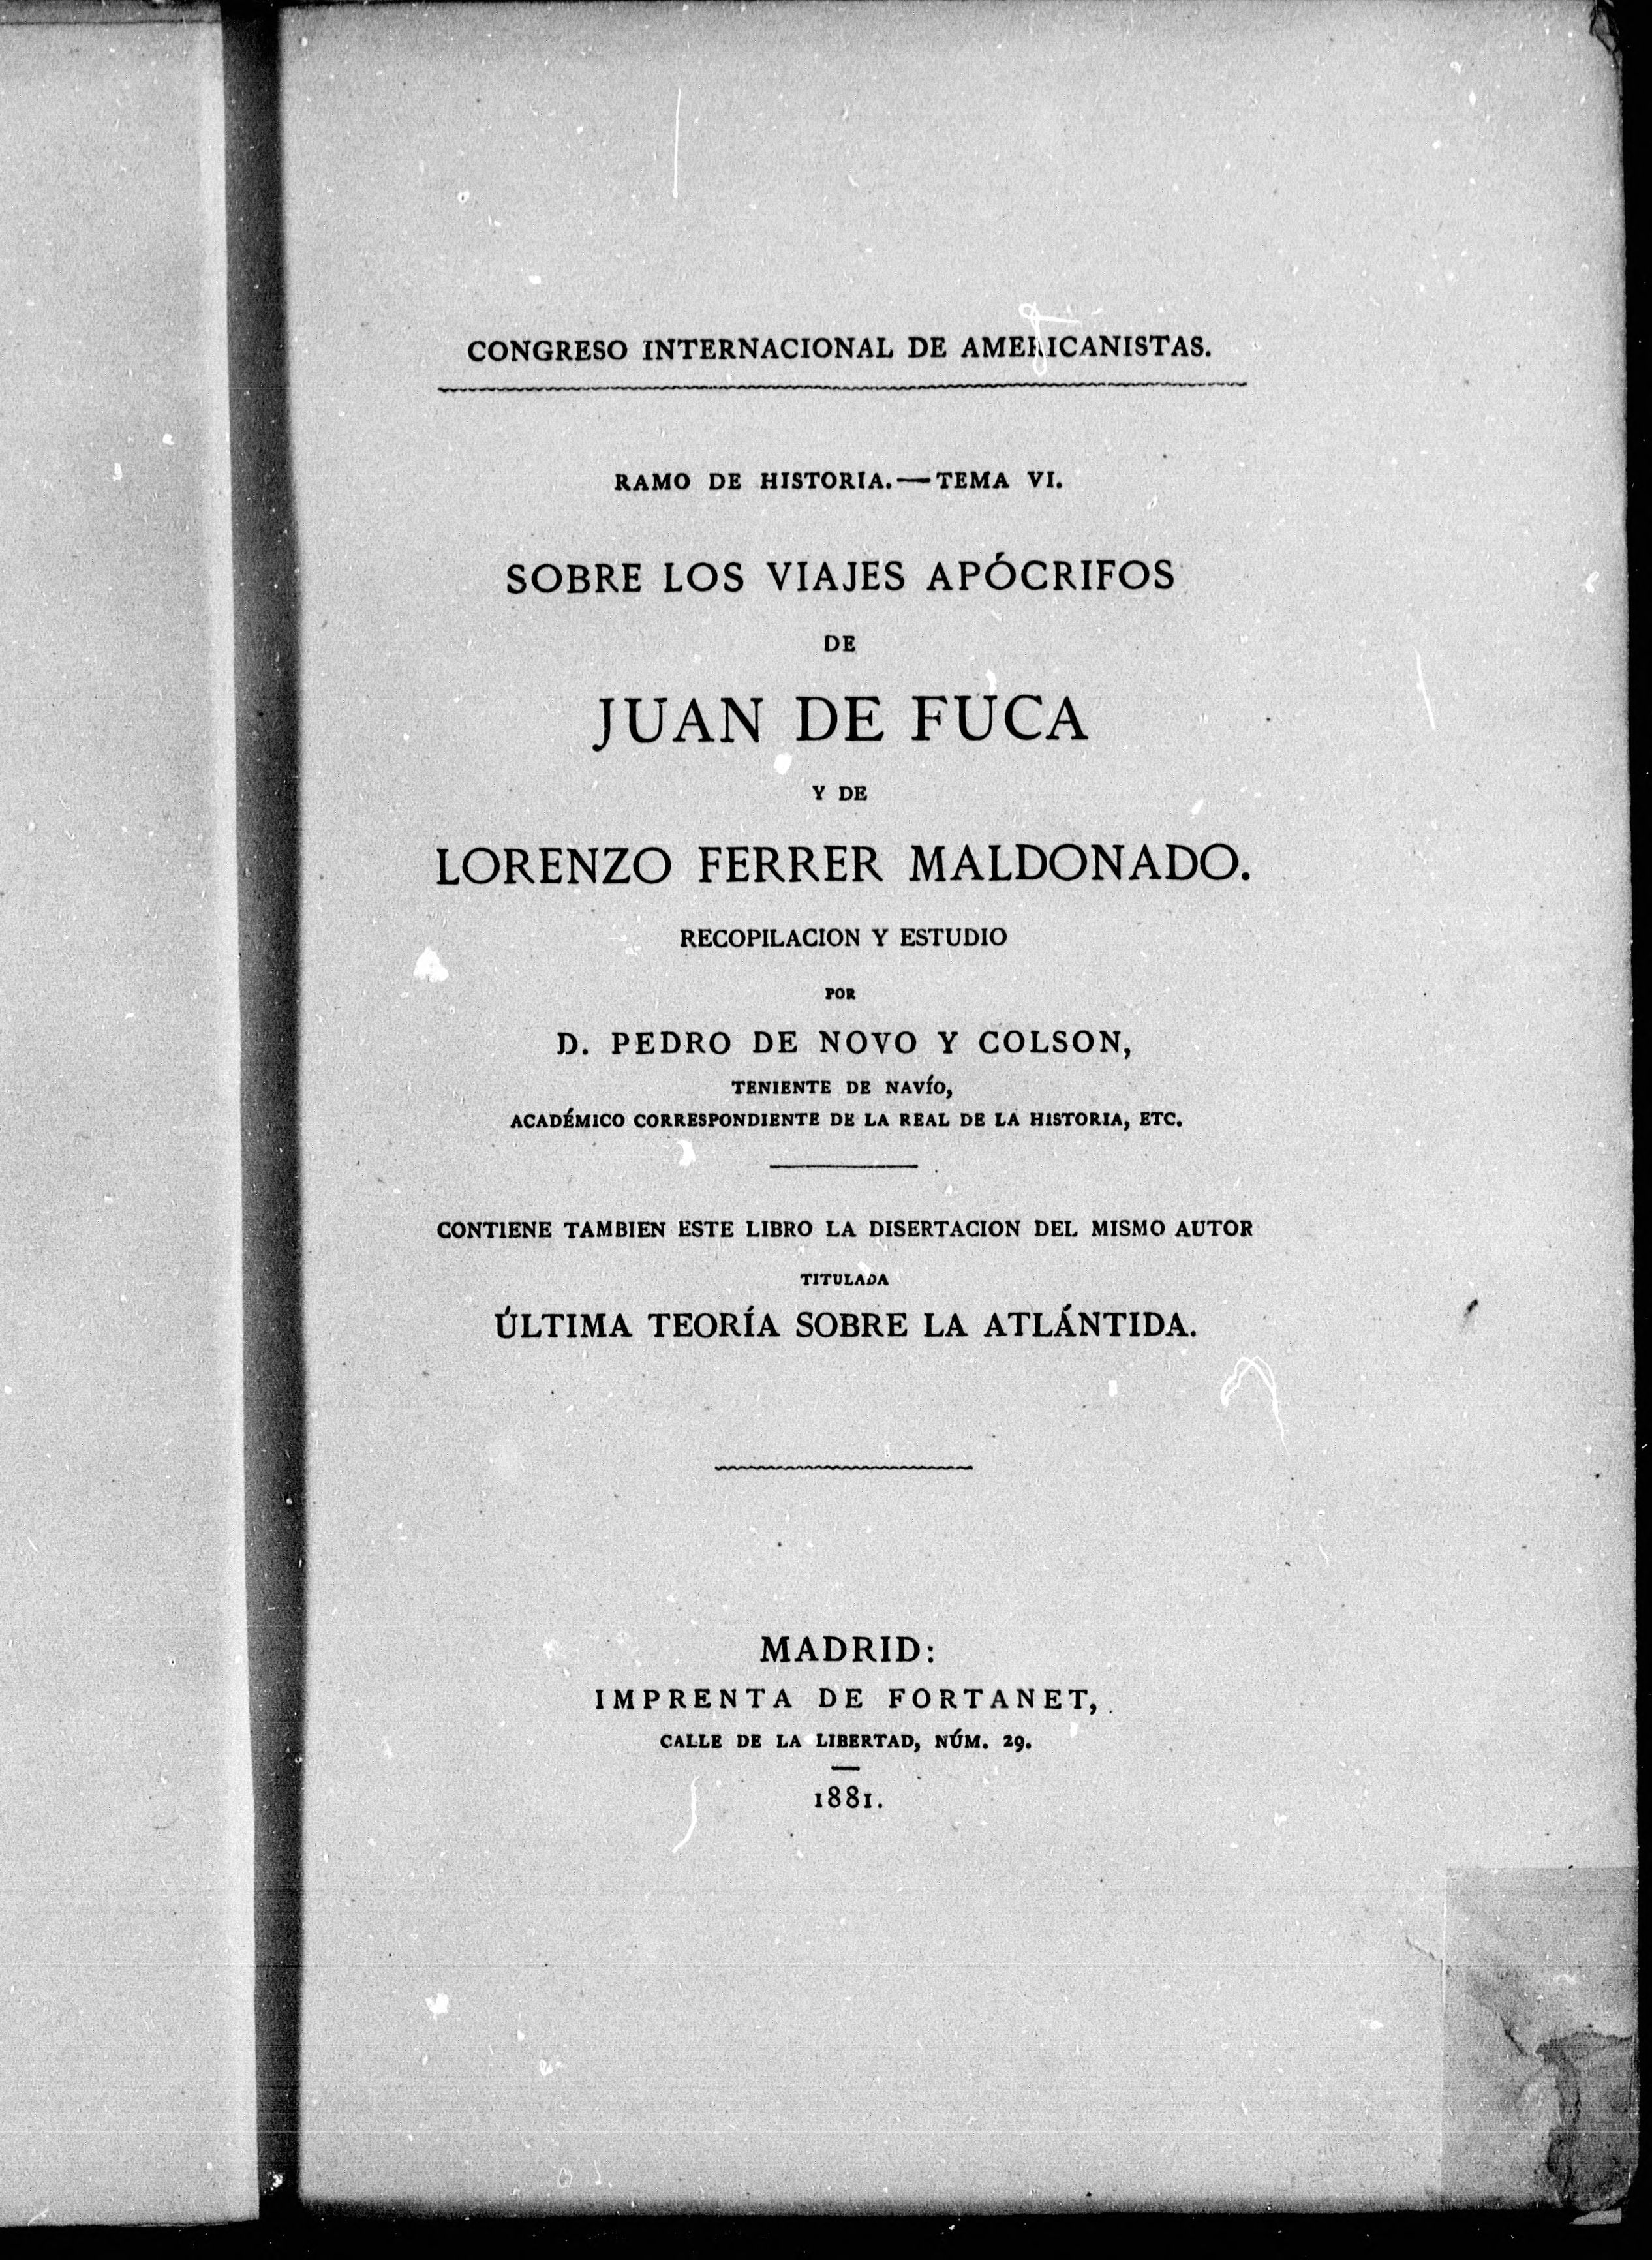 CONGRESO INTERNACIONAL DE AMERICANISTAS.
RAMO DE HISTORIA.—TEMA VI.
SOBRE LOS VIAJES APÓCRIFOS
DE
JUAN DE FUCA
Y DE
LORENZO FERRER MALDONADO.
RECOPILACION Y ESTUDIO
POR
D. PEDRO DE NOVO Y COLSON,
TENIENTE DE NAVÍO,
ACADÉMICO CORRESPONDIENTE DE LA REAL DE LA HISTORIA, ETC.
CONTIENE TAMBIEN ESTE LIBRO LA DISERTACION DEL MISMO AUTOR
TITULADA
ÚLTIMA TEORÍA SOBRE LA ATLÁNTIDA.
MADRID:
IMPRENTA DE FORTANET,
CALLE DE LA LIBERTAD, NÚM. 29.
1881.